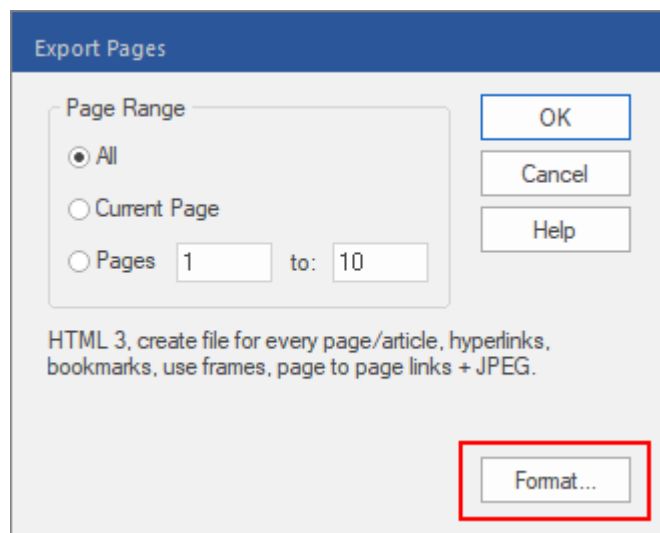 Export Pages
Page Range
OK
All
Cancel
Current Page
Help
Pages 1 to: 10
HTML 3, create file for every page/article, hyperlinks,
bookmarks, use frames, page to page links + JPEG.
Format...